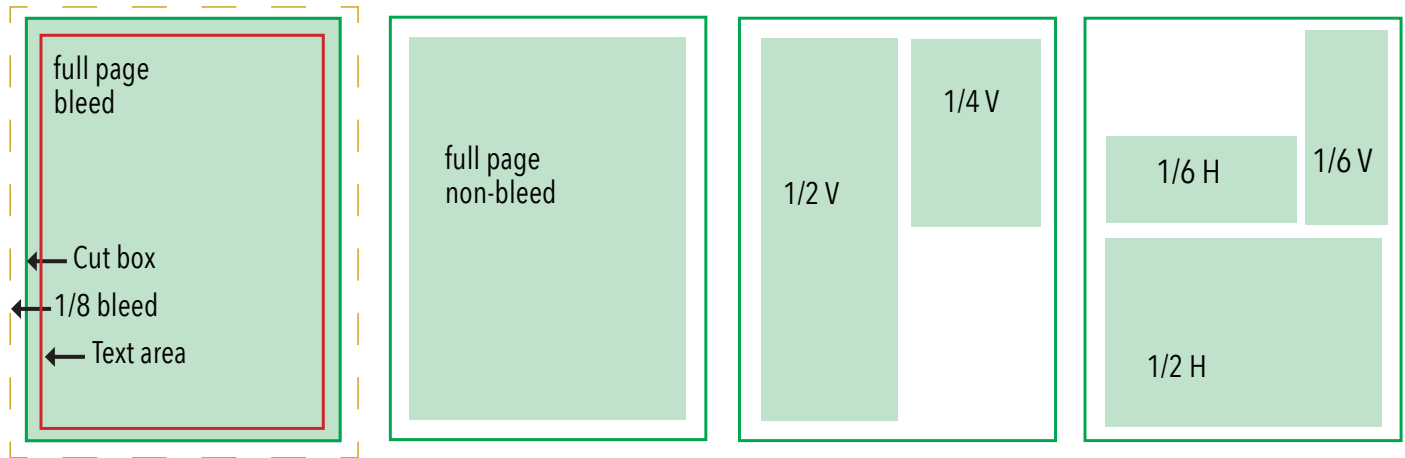 full page
bleed
Cut box
1/8 bleed
Text area
full page
non-bleed
1/2 V
1/4 V
1/6 H
1/6 V
1/2 H